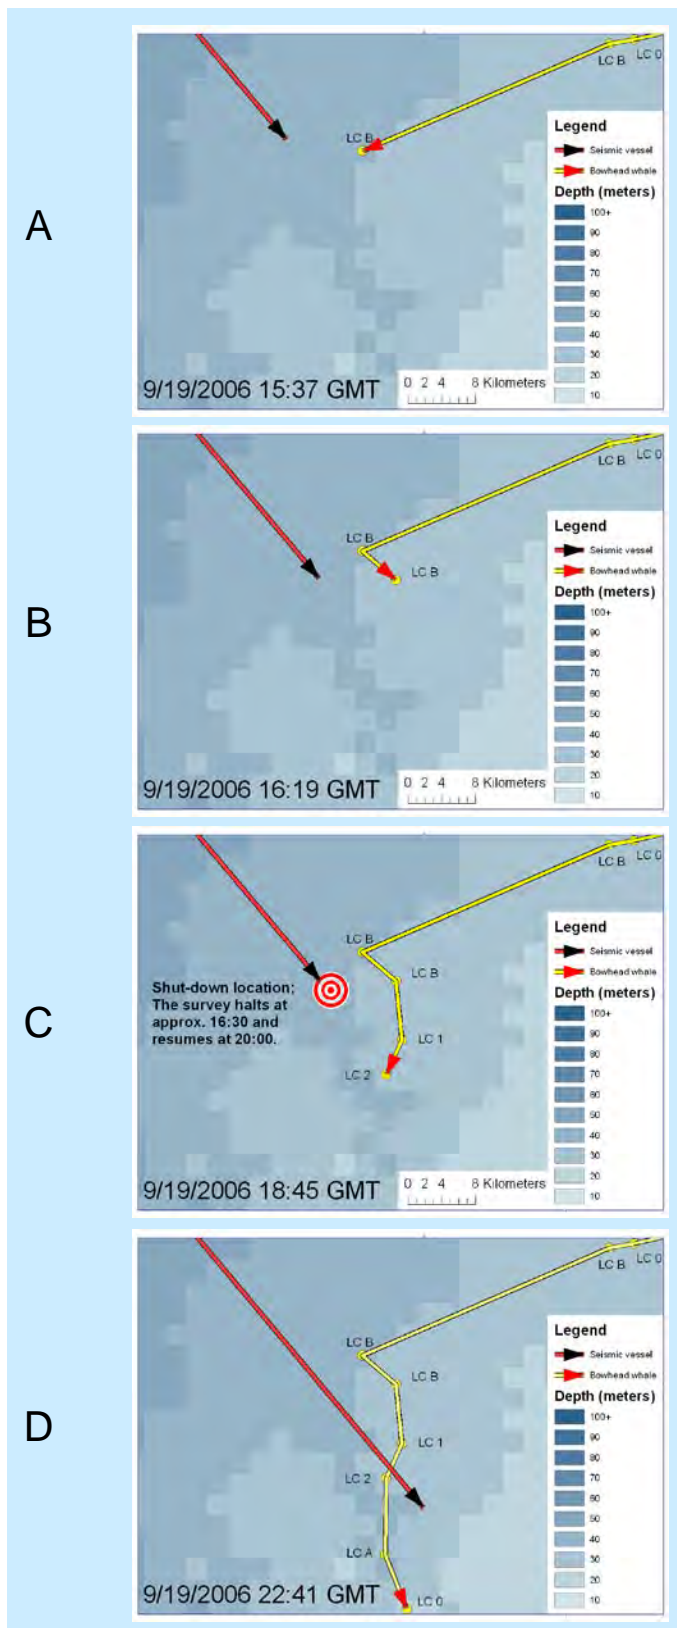 A
LC B
LC 0
LC B
Legend
Seismic vessel
Bowhead whale
Depth (meters)
100+
90
80
70
60
50
40
30
20
10
9/19/2006 15:37 GMT
0 2 4 8 Kilometers
B
LC B
LC 0
LC B
LC B
Legend
Seismic vessel
Bowhead whale
Depth (meters)
100+
90
80
70
60
50
40
30
20
10
9/19/2006 16:19 GMT
0 2 4 8 Kilometers
C
LC B
LC 0
LC B
LC B
Shut-down location;
The survey halts at
approx. 16:30 and
resumes at 20:00.
LC 1
LC 2
Legend
Seismic vessel
Bowhead whale
Depth (meters)
100+
90
80
70
60
50
40
30
20
10
9/19/2006 18:45 GMT
0 2 4 8 Kilometers
D
LC B
LC 0
LC B
LC B
LC 1
LC 2
LC A
LC 0
Legend
Seismic vessel
Bowhead whale
Depth (meters)
100+
90
80
70
60
50
40
30
20
10
9/19/2006 22:41 GMT